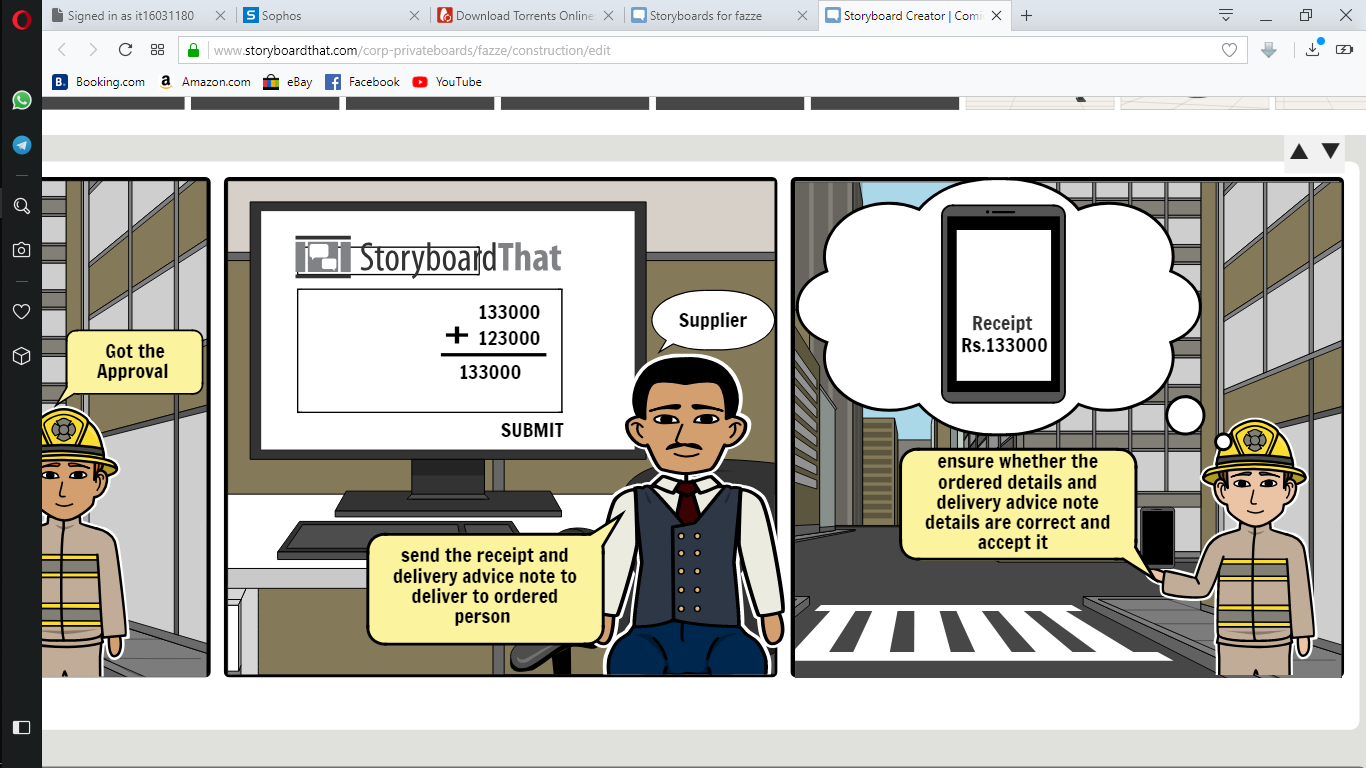 Signed in as it16031180
Sophos
Download Torrents Online
Storyboards for fazze
Storyboard Creator | Com
www.storyboardthat.com/corp-privateboards/fazze/construction/edit
B.
Booking.com
Amazon.com
eBay
Facebook
YouTube
Got the
Approval
StoryboardThat
133000
+ 123000
133000
SUBMIT
Supplier
send the receipt and
delivery advice note to
deliver to ordered
person
Receipt
Rs.133000
ensure whether the
ordered details and
delivery advice note
details are correct and
accept it